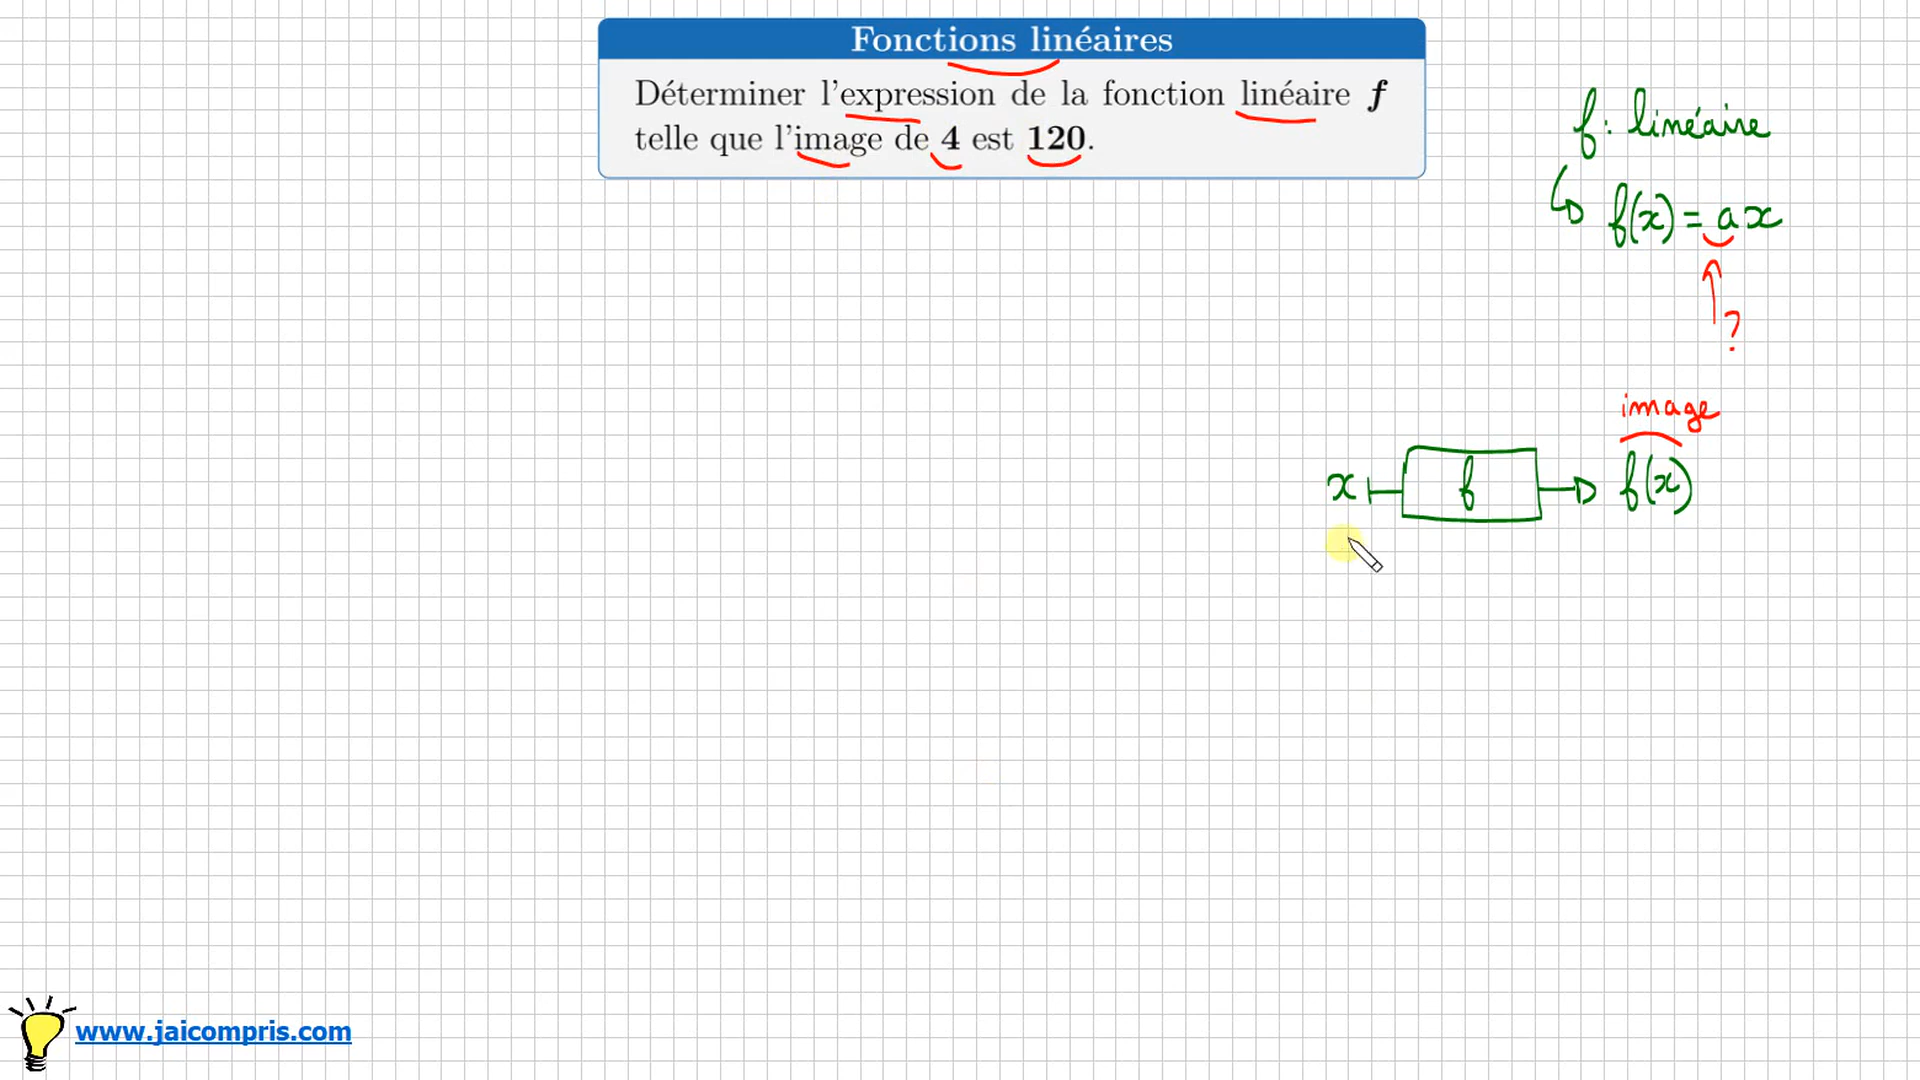 Fonctions linéaires
Déterminer l'expression de la fonction linéaire f
telle que l'image de 4 est 120.
f : linéaire
f(x) = ax
?
image
x f f(x)
www.jaicompris.com